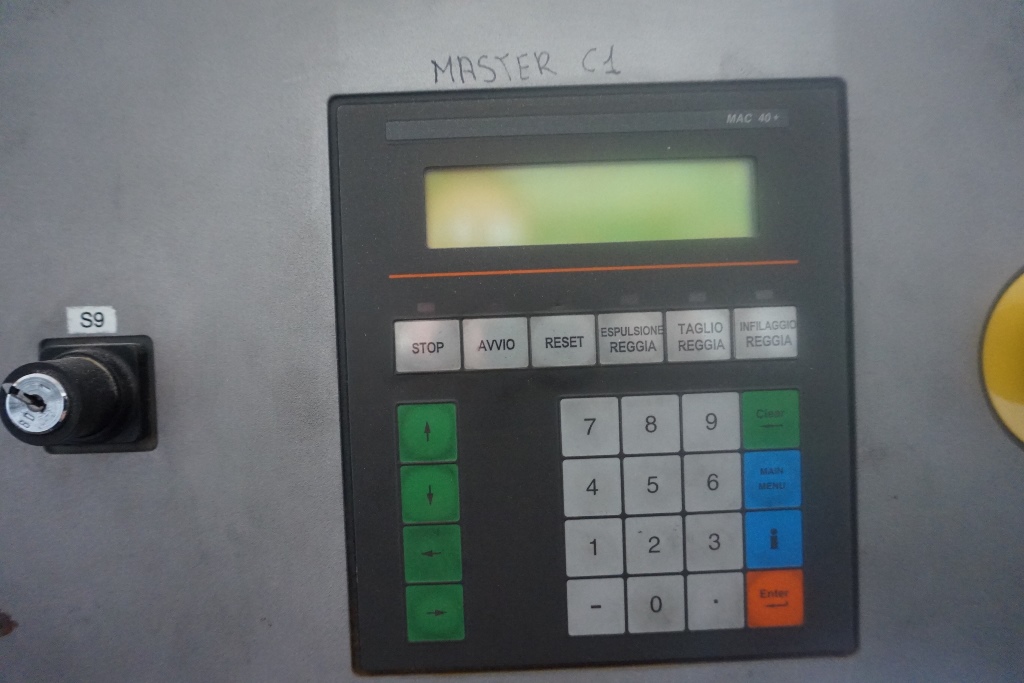 MASTER C1
MAC 40+
S9
STOP
AVVIO
RESET
ESPULSIONE
REGGIA
TAGLIO
REGGIA
INFILAGGIO
REGGIA
↑
7
8
9
Clear
↓
4
5
6
MAIN
MENU
←
1
2
3
i
→
-
0
.
Enter